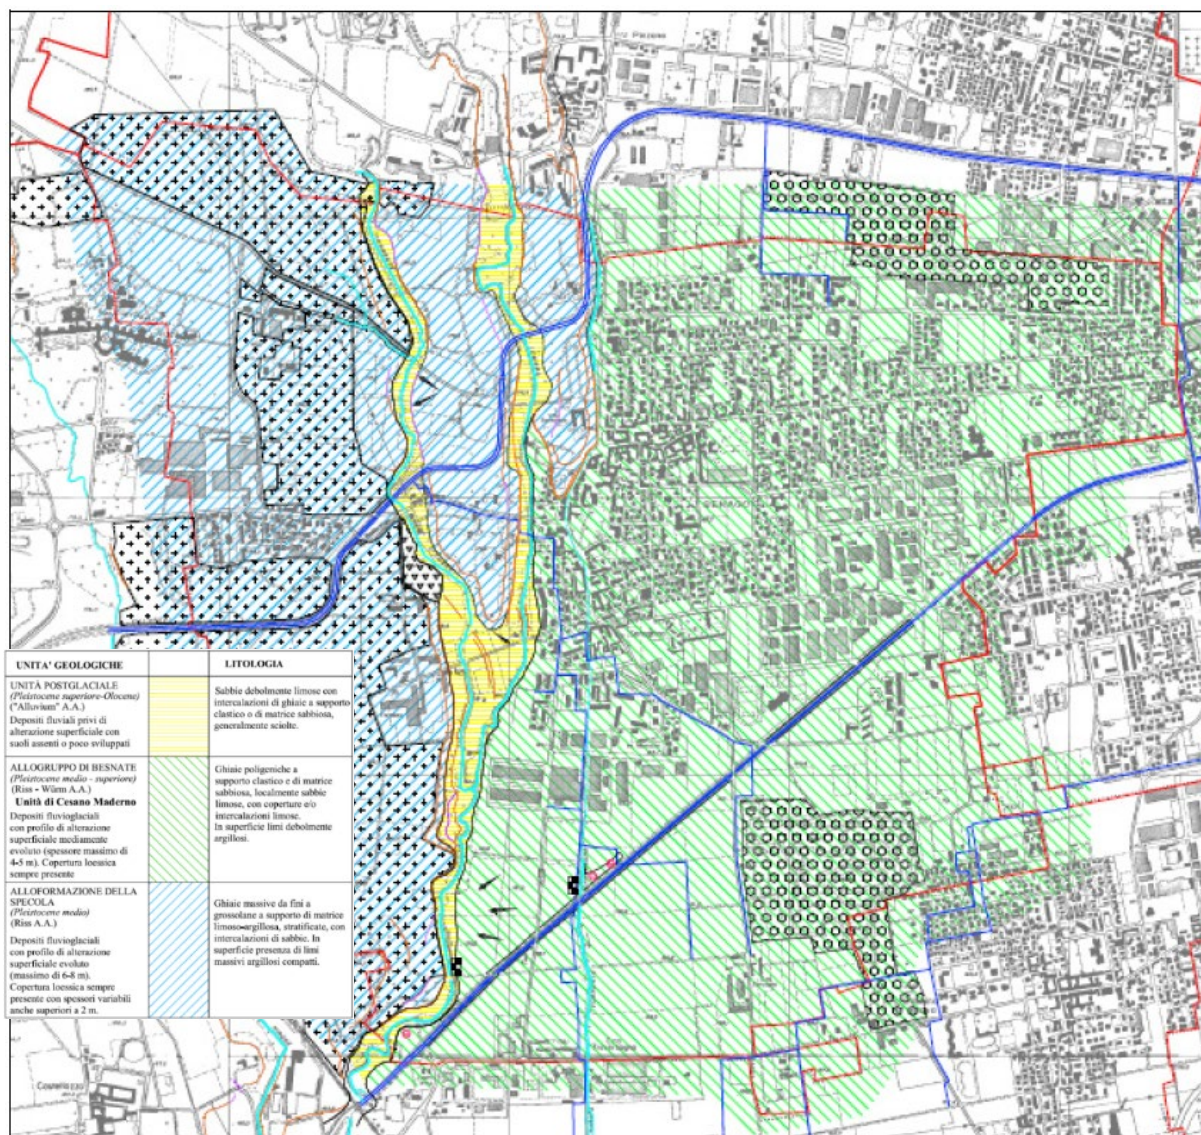 Pinzano
SENAGO
Castellazzo
UNITA' GEOLOGICHE
LITOLOGIA
UNITÀ POSTGLACIALE
(Pleistocene superiore-Olocene)
("Alluvium" A.A.)
Depositi fluviali privi di
alterazione superficiale con
suoli assenti o poco sviluppati
Sabbie debolmente limose con
intercalazioni di ghiaie a supporto
clastico o di matrice sabbiosa,
generalmente sciolte.
ALLOGRUPPO DI BESNATE
(Pleistocene medio - superiore)
(Riss - Würm A.A.)
Unità di Cesano Maderno
Depositi fluvioglaciali
con profilo di alterazione
superficiale mediamente
evoluto (spessore massimo di
4-5 m). Copertura loessica
sempre presente
Ghiaie poligeniche a
supporto clastico e di matrice
sabbiosa, localmente sabbie
limose, con coperture e/o
intercalazioni limose.
In superficie limi debolmente
argillosi.
ALLOFORMAZIONE DELLA
SPECOLA
(Pleistocene medio)
(Riss A.A.)
Depositi fluvioglaciali
con profilo di alterazione
superficiale evoluto
(massimo di 6-8 m).
Copertura loessica sempre
presente con spessori variabili
anche superiori a 2 m.
Ghiaie massive da fini a
grossolane a supporto di matrice
limoso-argillosa, stratificate, con
intercalazioni di sabbie. In
superficie presenza di limi
massivi argillosi compatti.